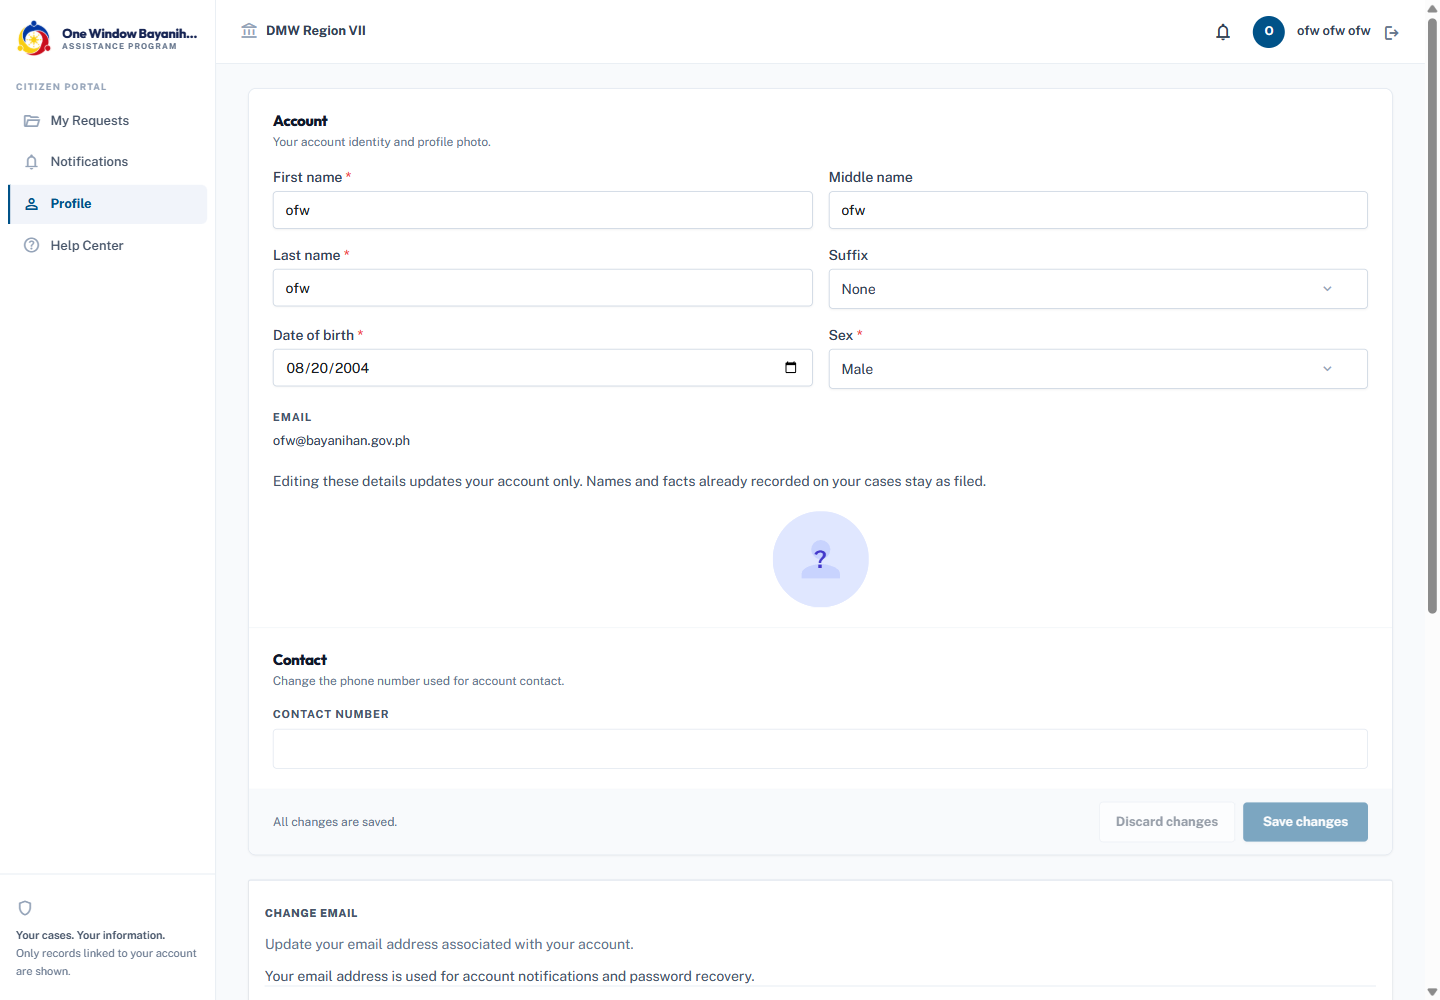 One Window Bayanih...
ASSISTANCE PROGRAM
CITIZEN PORTAL
My Requests
Notifications
Profile
Help Center
Your cases. Your information.
Only records linked to your account
are shown.
DMW Region VII
O
ofw ofw ofw
Account
Your account identity and profile photo.
First name *
ofw
Middle name
ofw
Last name *
ofw
Suffix
None
Date of birth *
08/20/2004
Sex *
Male
EMAIL
ofw@bayanihan.gov.ph
Editing these details updates your account only. Names and facts already recorded on your cases stay as filed.
?
Contact
Change the phone number used for account contact.
CONTACT NUMBER
All changes are saved.
Discard changes
Save changes
CHANGE EMAIL
Update your email address associated with your account.
Your email address is used for account notifications and password recovery.